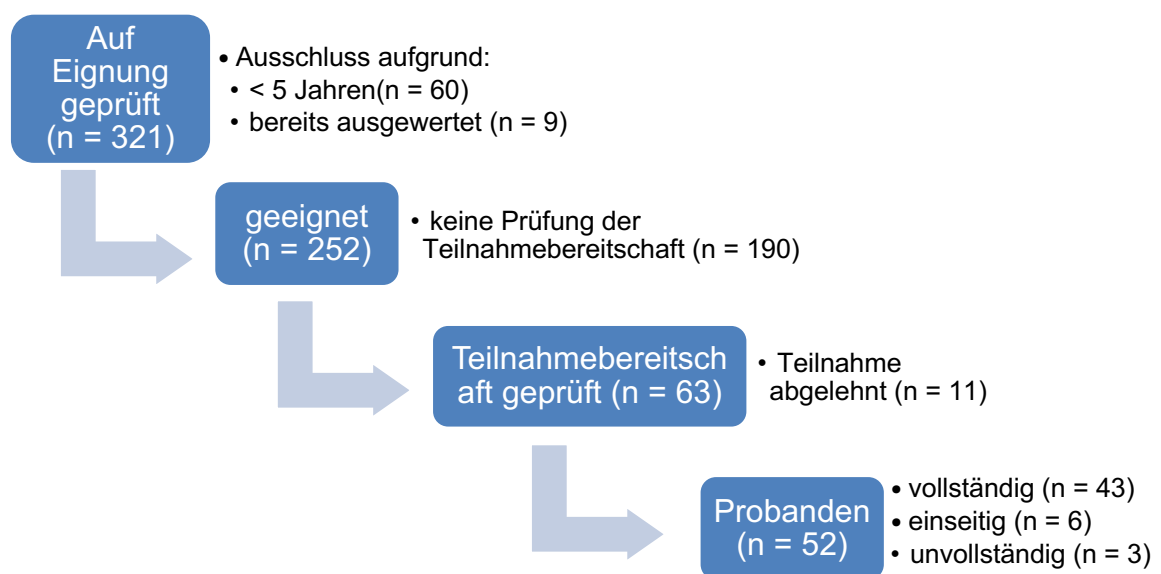 Auf
Eignung
geprüft
(n = 321)
• Ausschluss aufgrund:
• < 5 Jahren(n = 60)
• bereits ausgewertet (n = 9)
geeignet
(n = 252)
• keine Prüfung der
Teilnahmebereitschaft (n = 190)
Teilnahmebereitsch
aft geprüft (n = 63)
• Teilnahme
abgelehnt (n = 11)
Probanden
(n = 52)
• vollständig (n = 43)
• einseitig (n = 6)
• unvollständig (n = 3)